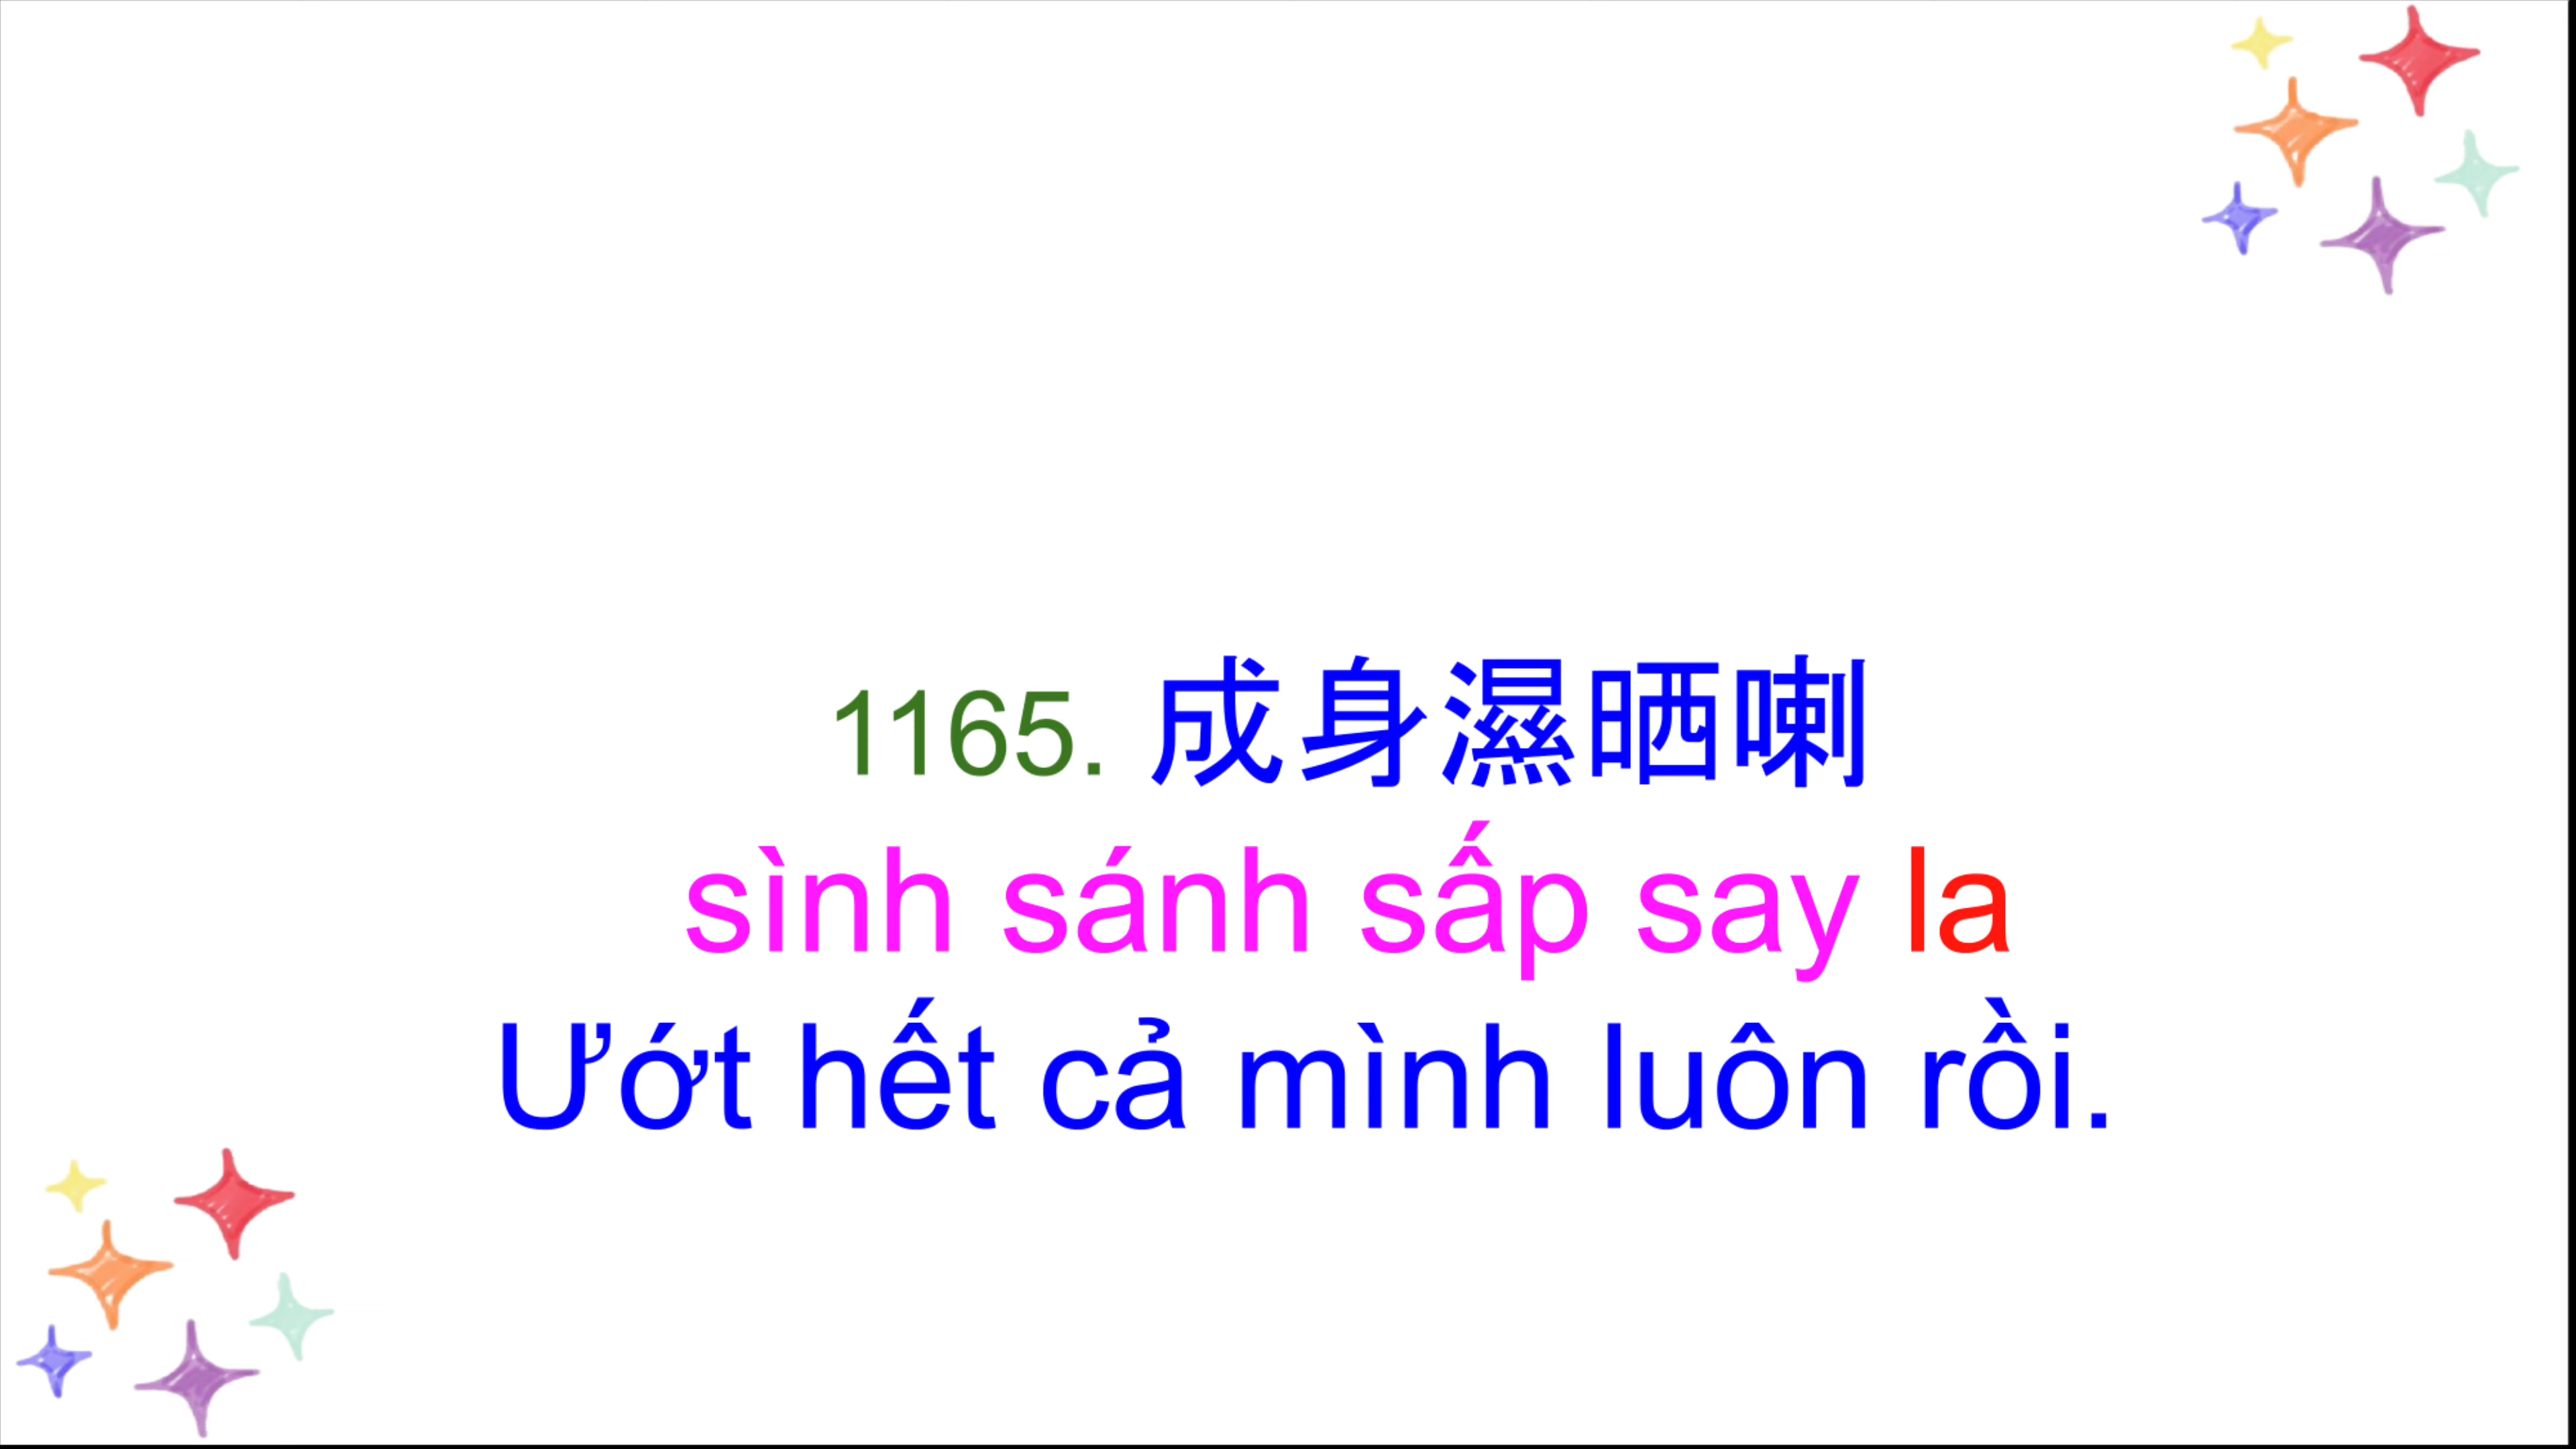 1165. 成身濕晒喇
sình sánh sấp say la
Ướt hết cả mình luôn rồi.